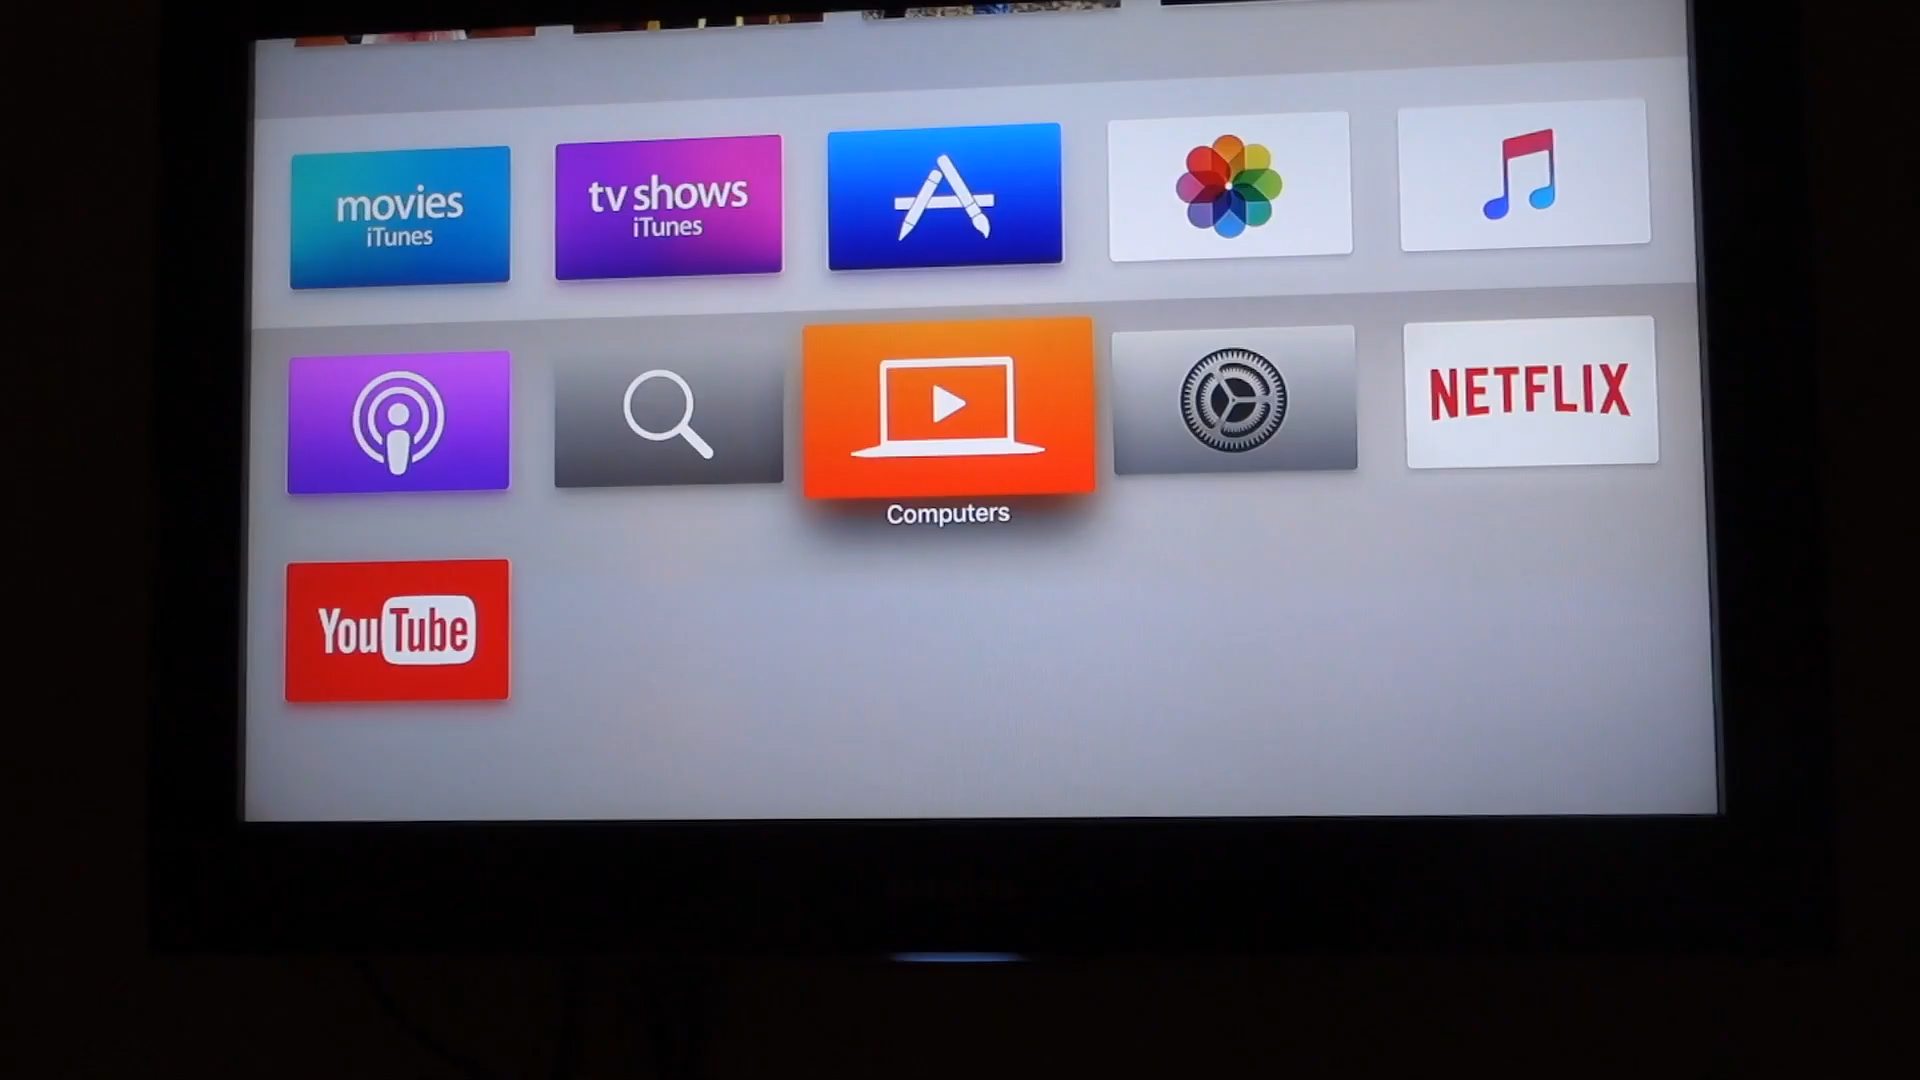 movies
iTunes
tv shows
iTunes
NETFLIX
Computers
YouTube